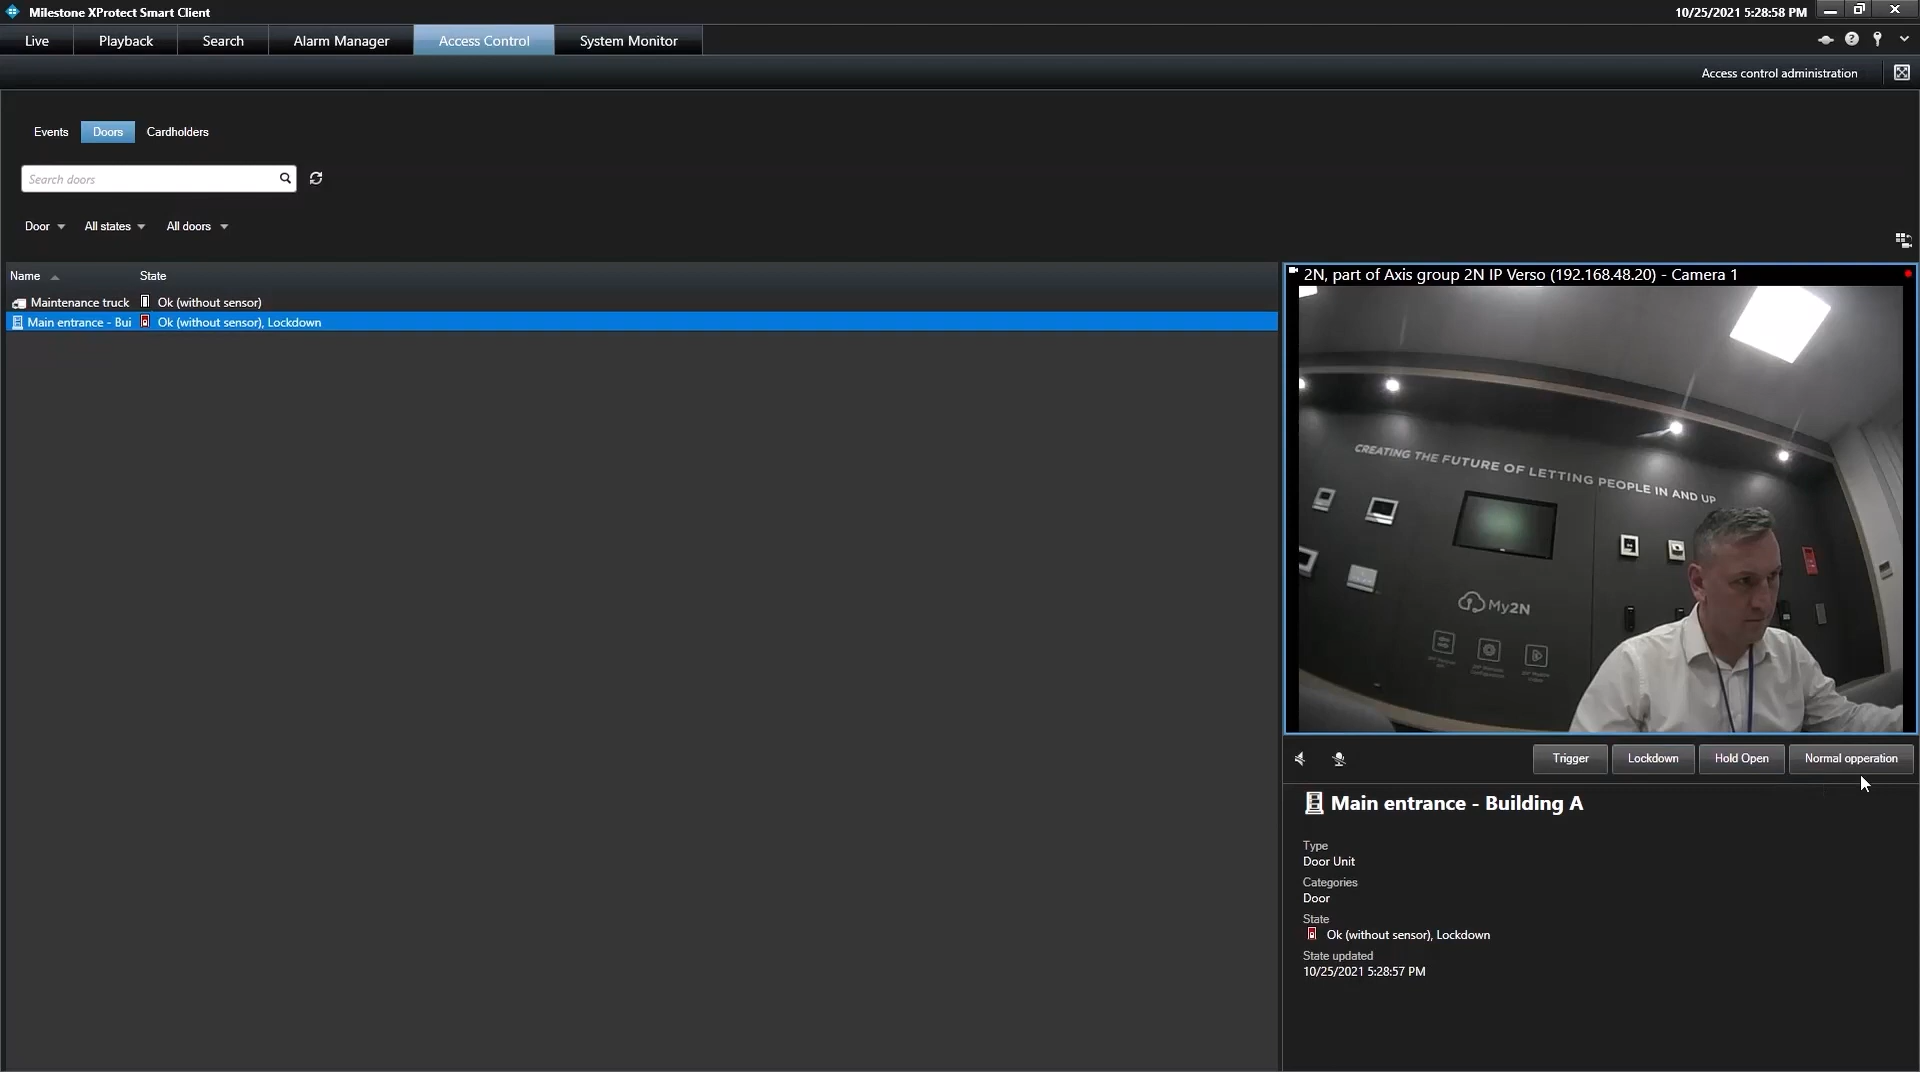 Milestone XProtect Smart Client
10/25/2021 5:28:58 PM
Live
Playback
Search
Alarm Manager
Access Control
System Monitor
Access control administration
Events
Doors
Cardholders
Search doors
Door
All states
All doors
Name
State
Maintenance truck
Ok (without sensor)
Main entrance - Bui
Ok (without sensor), Lockdown
2N, part of Axis group 2N IP Verso (192.168.48.20) - Camera 1
CREATING THE FUTURE OF LETTING PEOPLE IN AND UP
My2N
Trigger
Lockdown
Hold Open
Normal opperation
Main entrance - Building A
Type
Door Unit
Categories
Door
State
Ok (without sensor), Lockdown
State updated
10/25/2021 5:28:57 PM